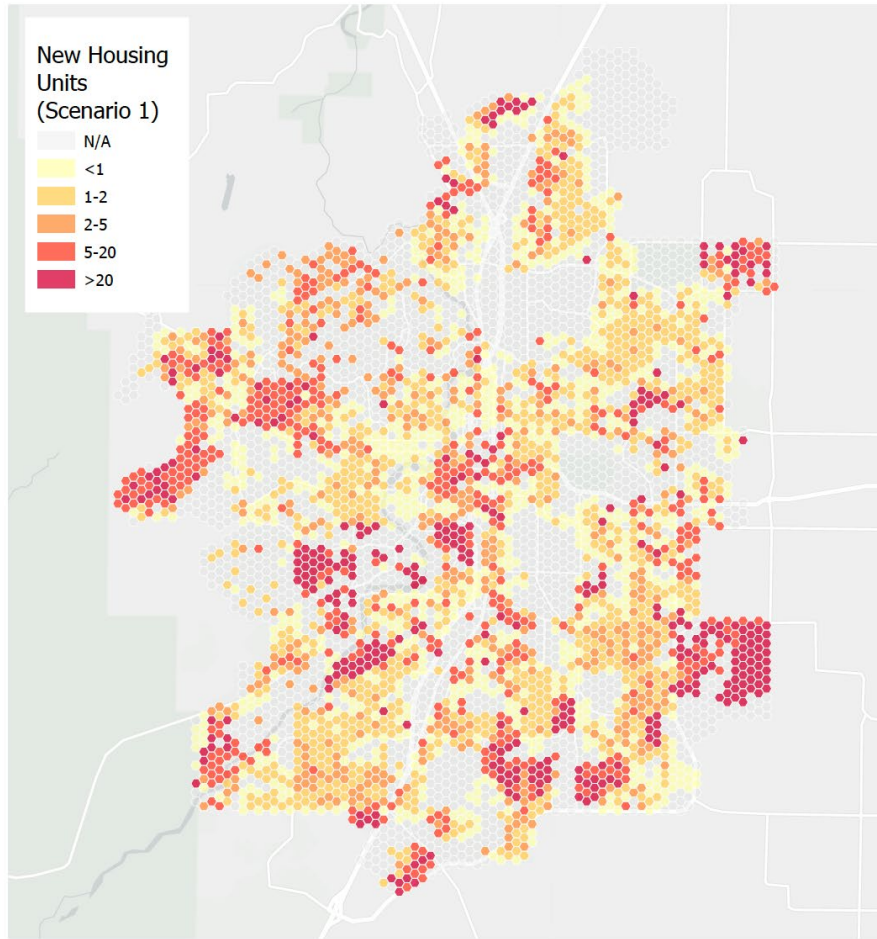 New Housing
Units
(Scenario 1)
N/A
<1
1-2
2-5
5-20
>20